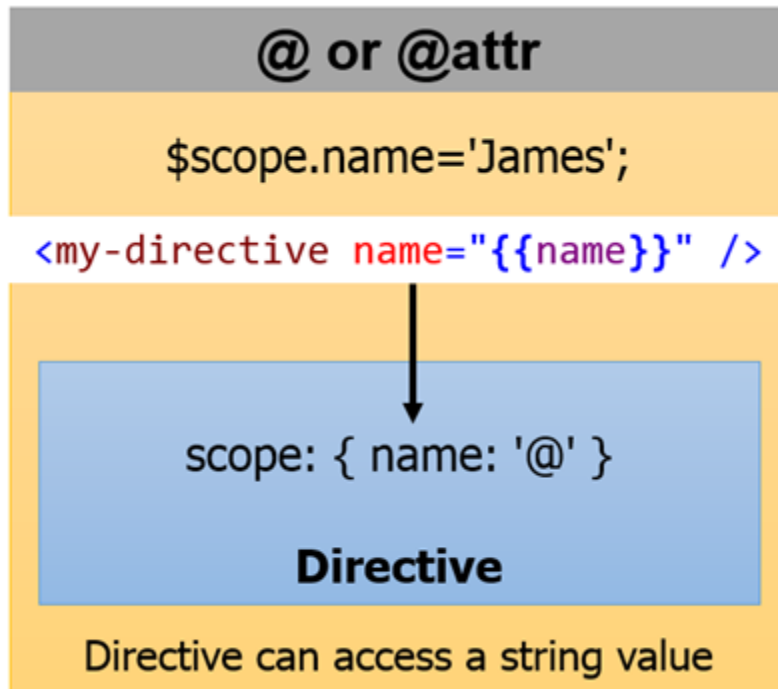 @ or @attr
$scope.name='James';
<my-directive name="{{name}}" />
scope: { name: '@' }
Directive
Directive can access a string value